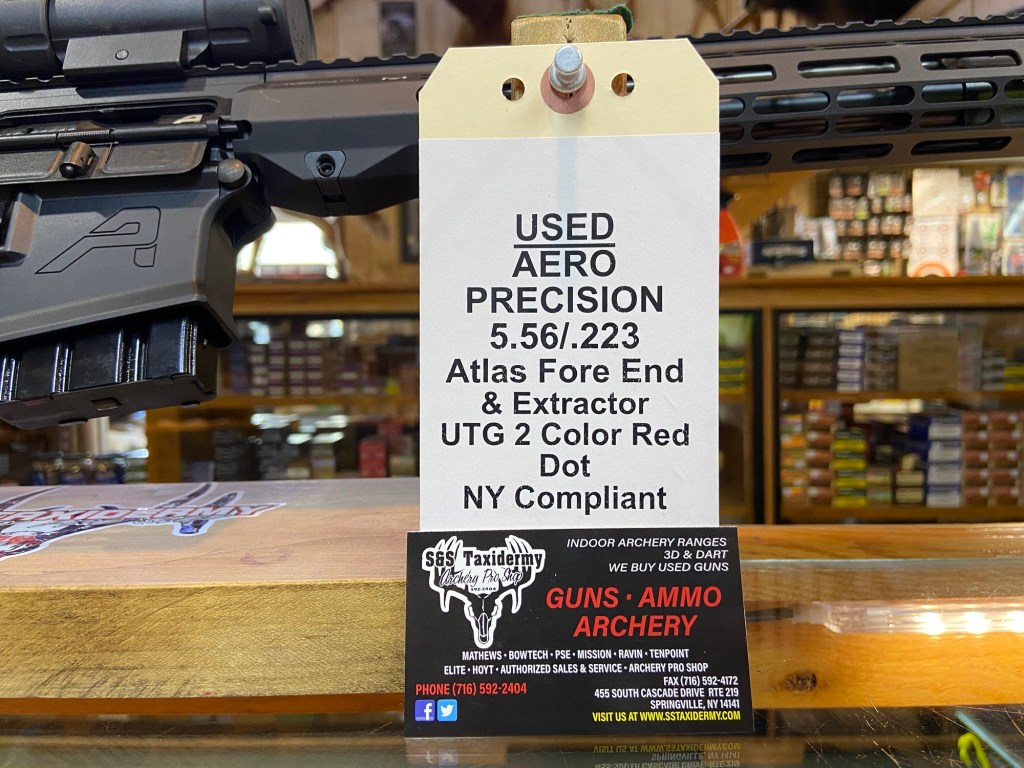 USED
AERO
PRECISION
5.56/.223
Atlas Fore End
& Extractor
UTG 2 Color Red
Dot
NY Compliant
S&S Taxidermy
Archery Pro Shop
592-2404
INDOOR ARCHERY RANGES
3D & DART
WE BUY USED GUNS
GUNS · AMMO
ARCHERY
MATHEWS • BOWTECH • PSE • MISSION • RAVIN • TENPOINT
ELITE • HOYT • AUTHORIZED SALES & SERVICE • ARCHERY PRO SHOP
PHONE (716) 592-2404
FAX (716) 592-4172
455 SOUTH CASCADE DRIVE RTE 219
SPRINGVILLE, NY 14141
VISIT US AT WWW.SSTAXIDERMY.COM